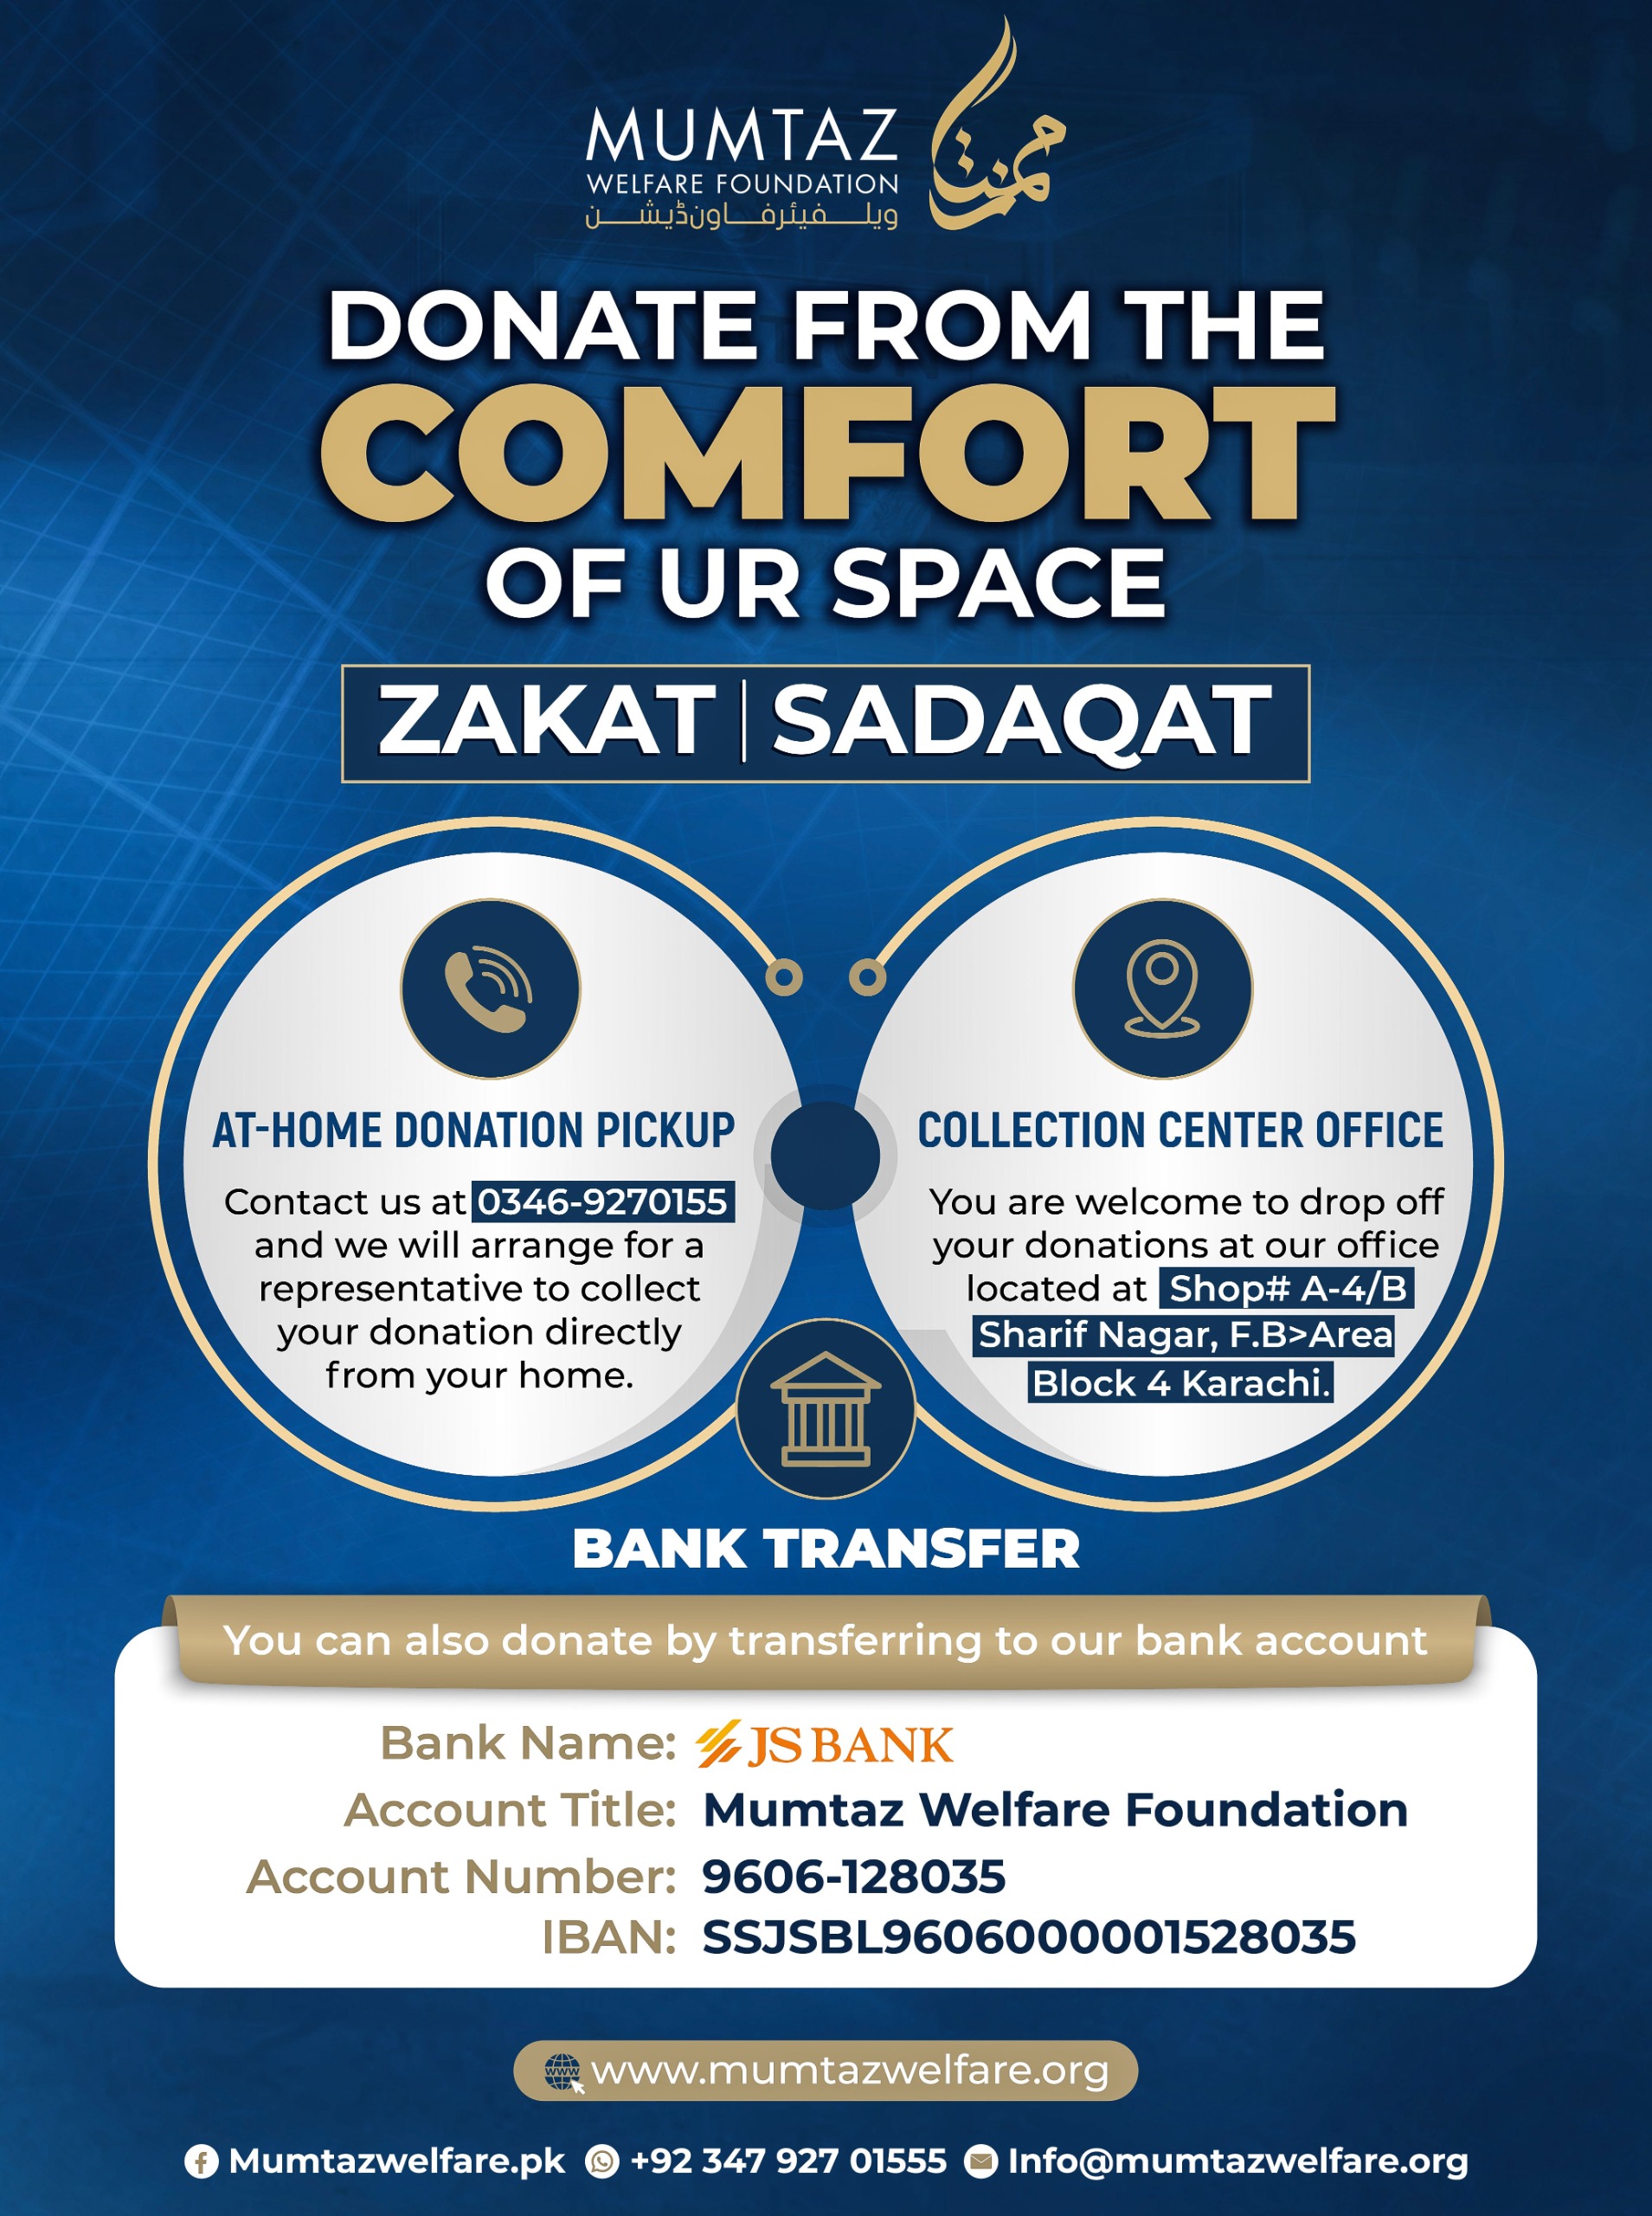 MUMTAZ
WELFARE FOUNDATION
ویلفیئرفاونڈیشن
ممتاز
DONATE FROM THE
COMFORT
OF UR SPACE
ZAKAT | SADAQAT
AT-HOME DONATION PICKUP
Contact us at 0346-9270155
and we will arrange for a
representative to collect
your donation directly
from your home.
COLLECTION CENTER OFFICE
You are welcome to drop off
your donations at our office
located at Shop# A-4/B
Sharif Nagar, F.B>Area
Block 4 Karachi.
BANK TRANSFER
You can also donate by transferring to our bank account
Bank Name: JS BANK
Account Title: Mumtaz Welfare Foundation
Account Number: 9606-128035
IBAN: SSJSBL9606000001528035
www
www.mumtazwelfare.org
Mumtazwelfare.pk +92 347 927 01555 Info@mumtazwelfare.org